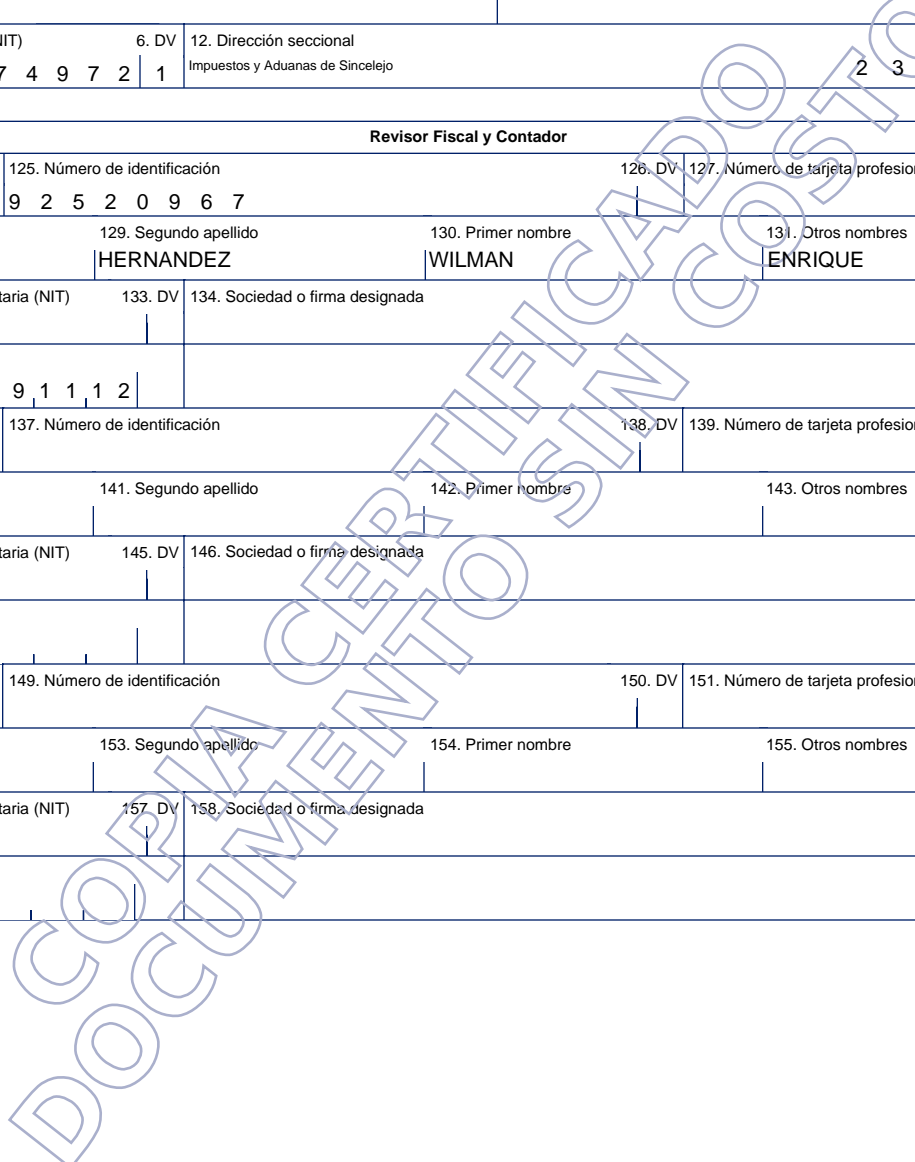 NIT) 6. DV 12. Dirección seccional
7 4 9 7 2 1 Impuestos y Aduanas de Sincelejo 2 3
Revisor Fiscal y Contador
125. Número de identificación 126. DV 127. Número de tarjeta profesion
9 2 5 2 0 9 6 7
129. Segundo apellido 130. Primer nombre 131. Otros nombres
HERNANDEZ WILMAN ENRIQUE
taria (NIT) 133. DV 134. Sociedad o firma designada
9 1 1 1 2
137. Número de identificación 138. DV 139. Número de tarjeta profesion
141. Segundo apellido 142. Primer nombre 143. Otros nombres
taria (NIT) 145. DV 146. Sociedad o firma designada
149. Número de identificación 150. DV 151. Número de tarjeta profesion
153. Segundo apellido 154. Primer nombre 155. Otros nombres
taria (NIT) 157. DV 158. Sociedad o firma designada
COPIA CERTIFICADO
DOCUMENTO SIN COSTO